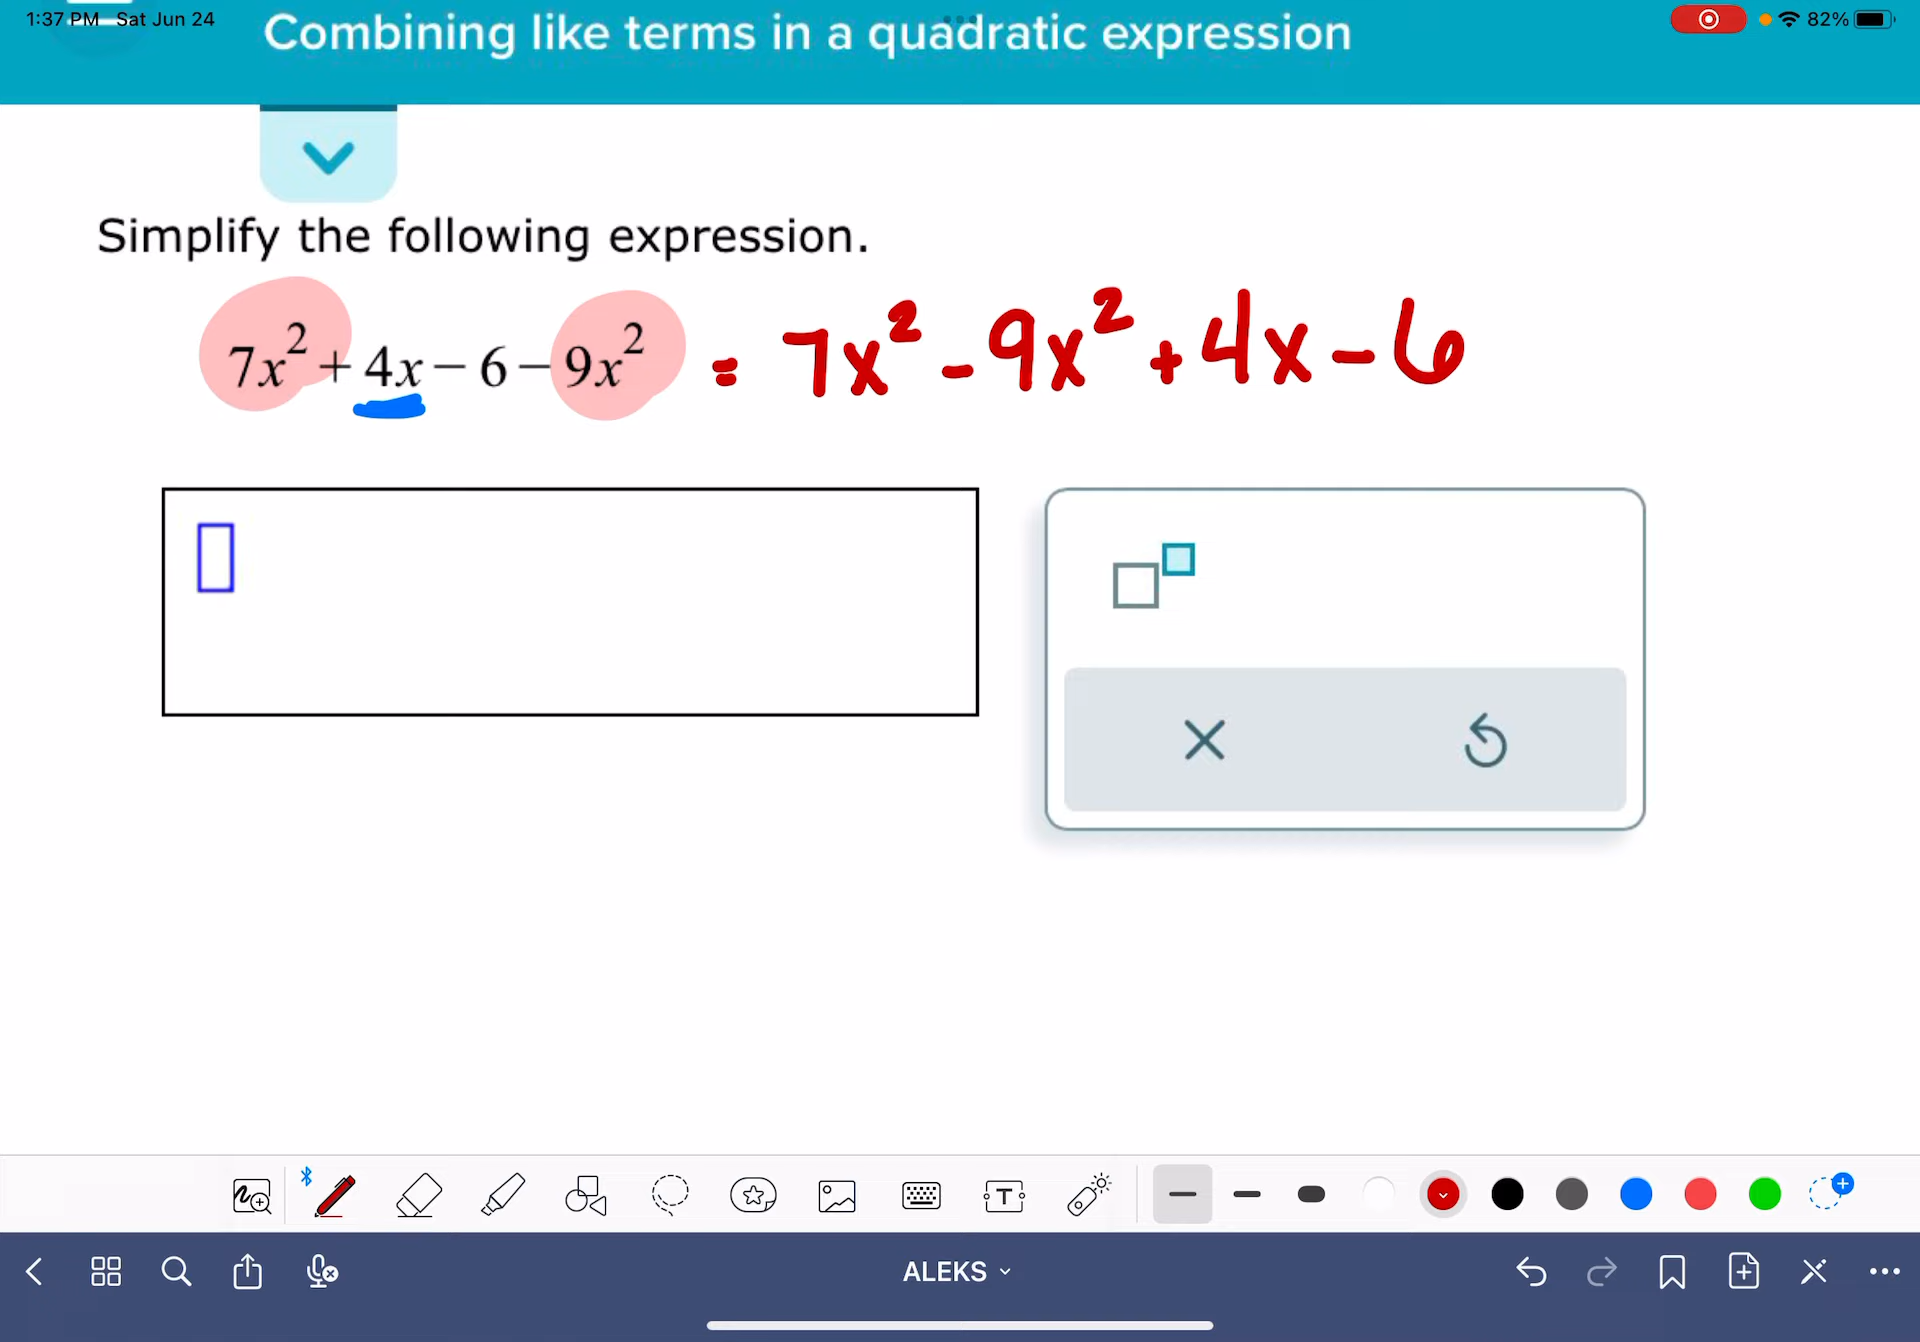 1:37 PM Sat Jun 24
82%
Combining like terms in a quadratic expression
Simplify the following expression.
7x² + 4x − 6 − 9x² = 7x² - 9x² + 4x - 6
T
ALEKS